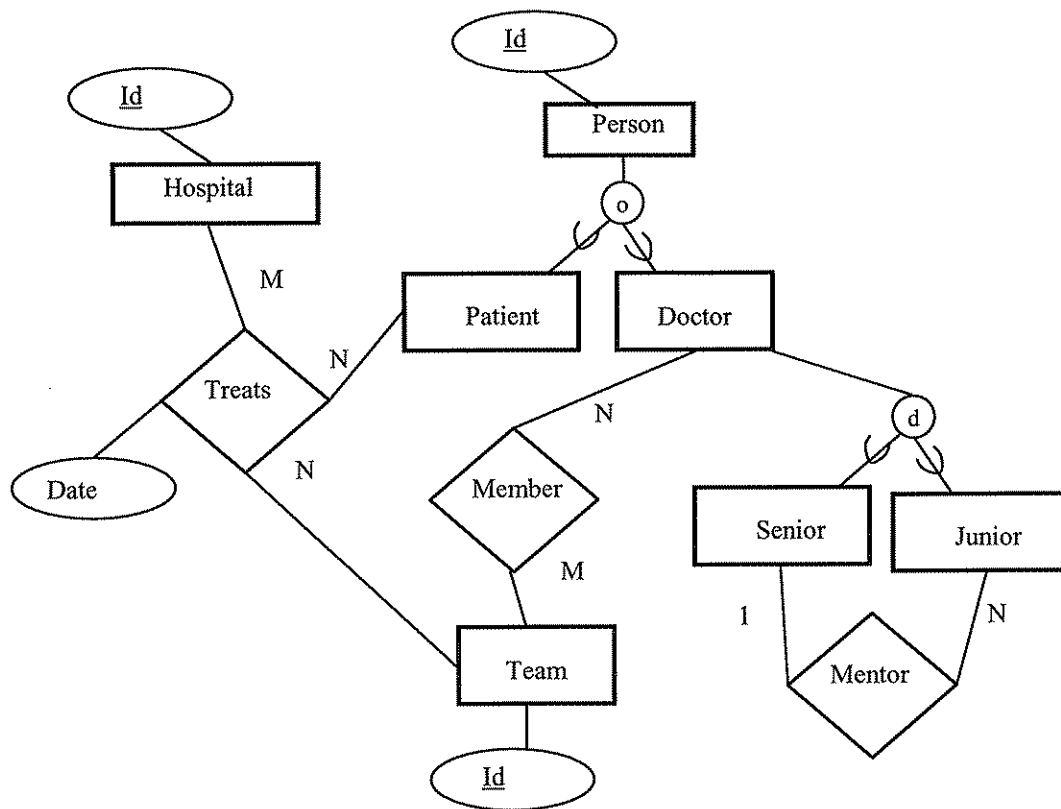 Id
Id
Person
Hospital
o
M
Patient
Doctor
N
Treats
N
d
N
Date
Member
Senior
Junior
M
1
N
Team
Mentor
Id